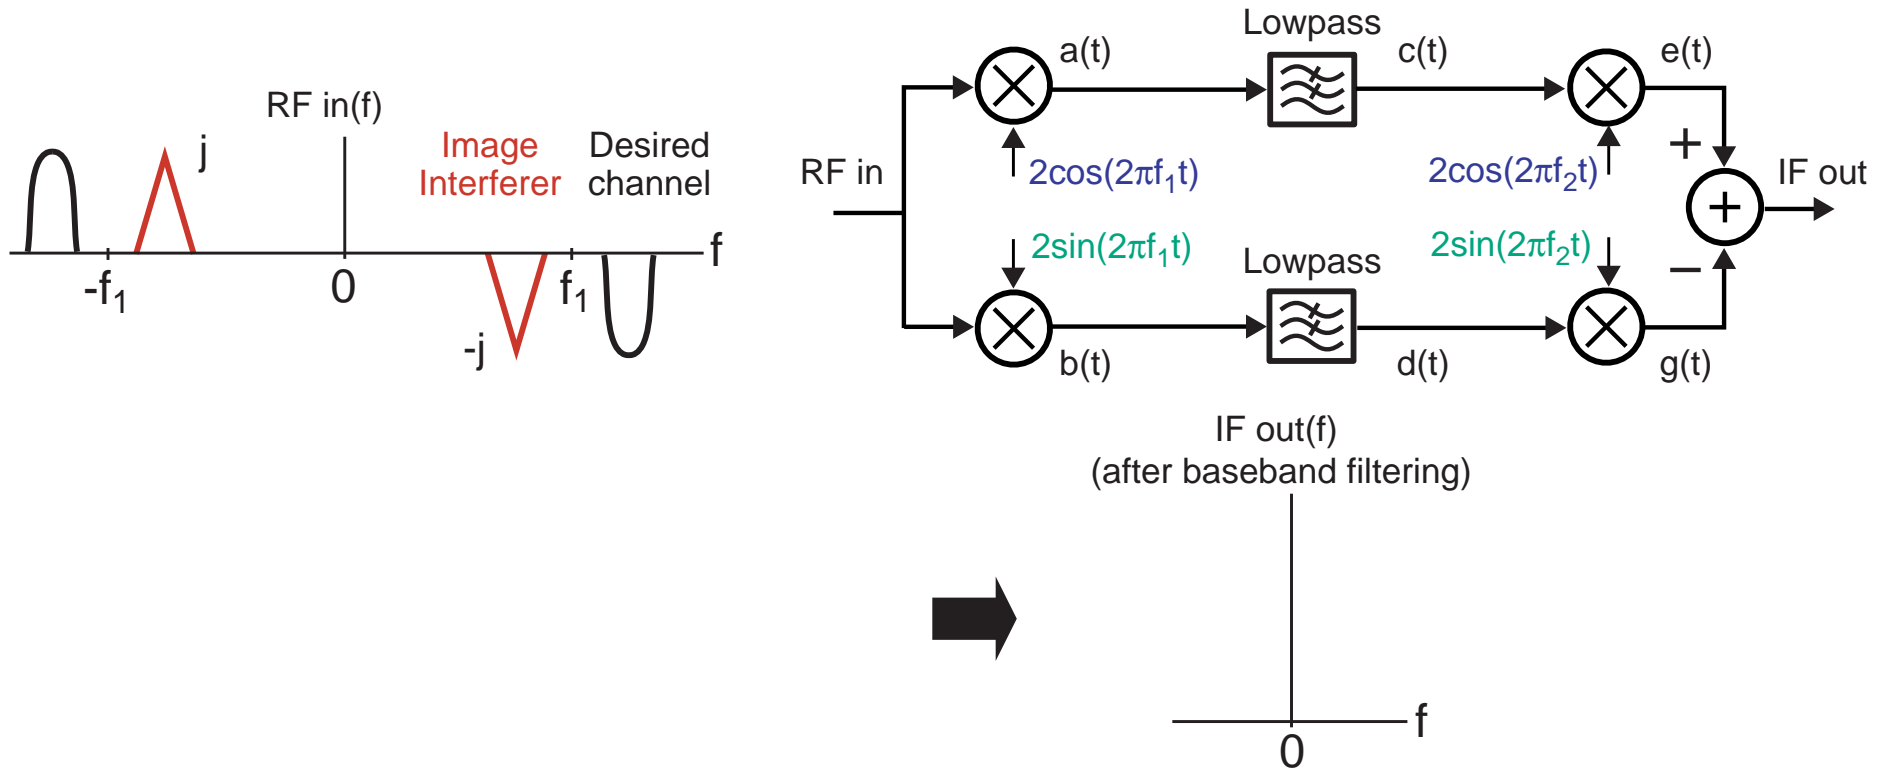 RF in(f)
Image
Interferer
Desired
channel
j
-j
-f₁
0
f₁
f
RF in
a(t)
Lowpass
c(t)
e(t)
2cos(2πf₁t)
2cos(2πf₂t)
+
+
IF out
2sin(2πf₁t)
Lowpass
2sin(2πf₂t)
−
b(t)
d(t)
g(t)
IF out(f)
(after baseband filtering)
f
0